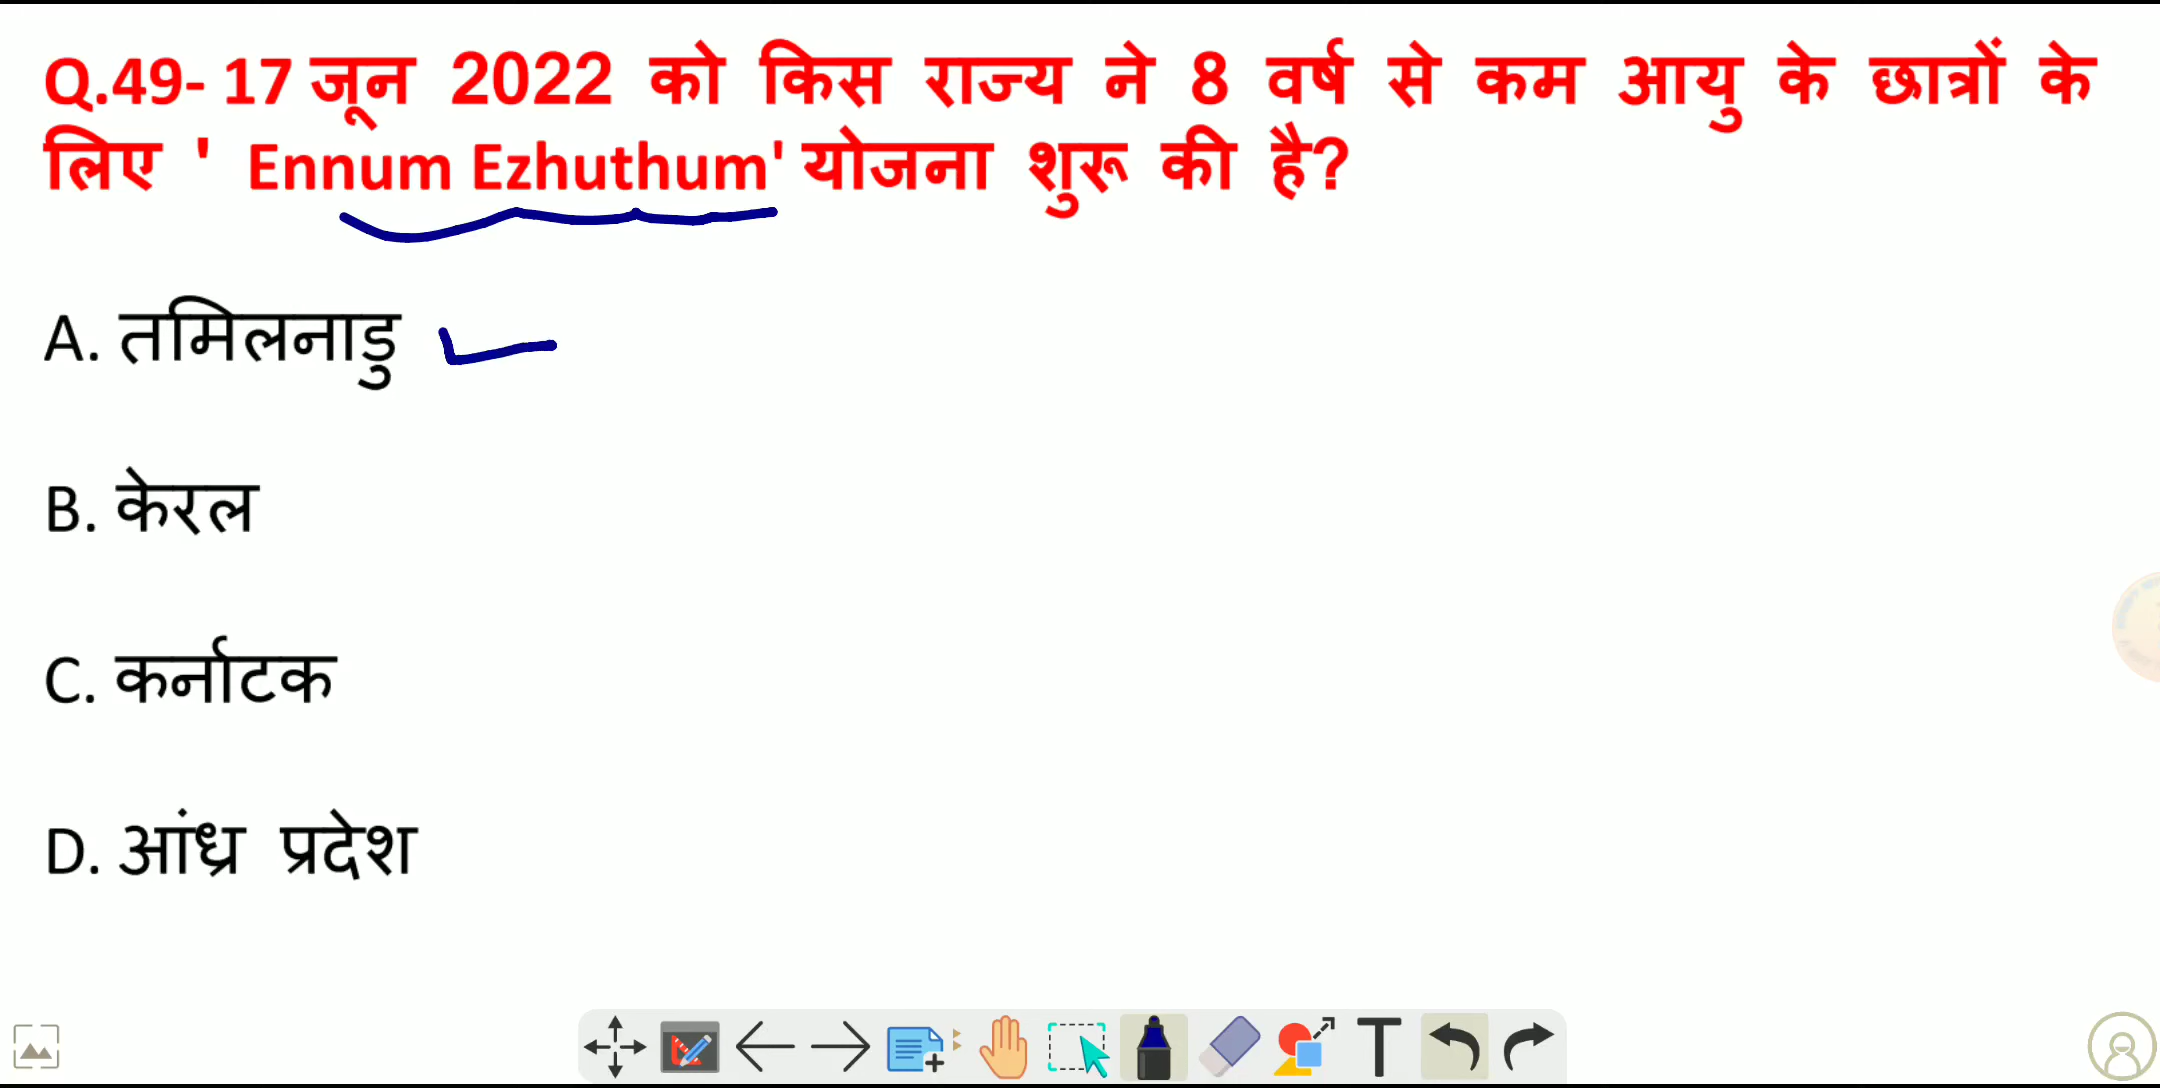 Q.49- 17 जून 2022 को किस राज्य ने 8 वर्ष से कम आयु के छात्रों के
लिए ' Ennum Ezhuthum' योजना शुरू की है?
A. तमिलनाडु
B. केरल
C. कर्नाटक
D. आंध्र प्रदेश